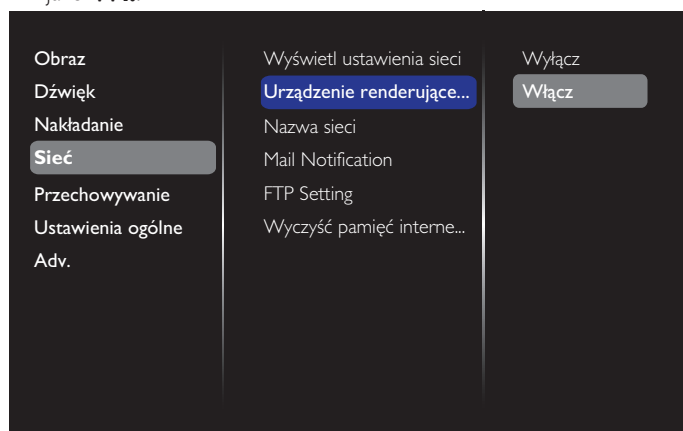 Obraz
Dźwięk
Nakładanie
Sieć
Przechowywanie
Ustawienia ogólne
Adv.
Wyświetl ustawienia sieci
Urządzenie renderujące...
Nazwa sieci
Mail Notification
FTP Setting
Wyczyść pamięć interne...
Wyłącz
Włącz